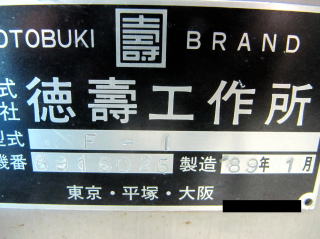 OTOBUKI 壽 BRAND
式社 徳壽工作所
型式 F-1
機番 製造 '89年 1月
東京・平塚・大阪